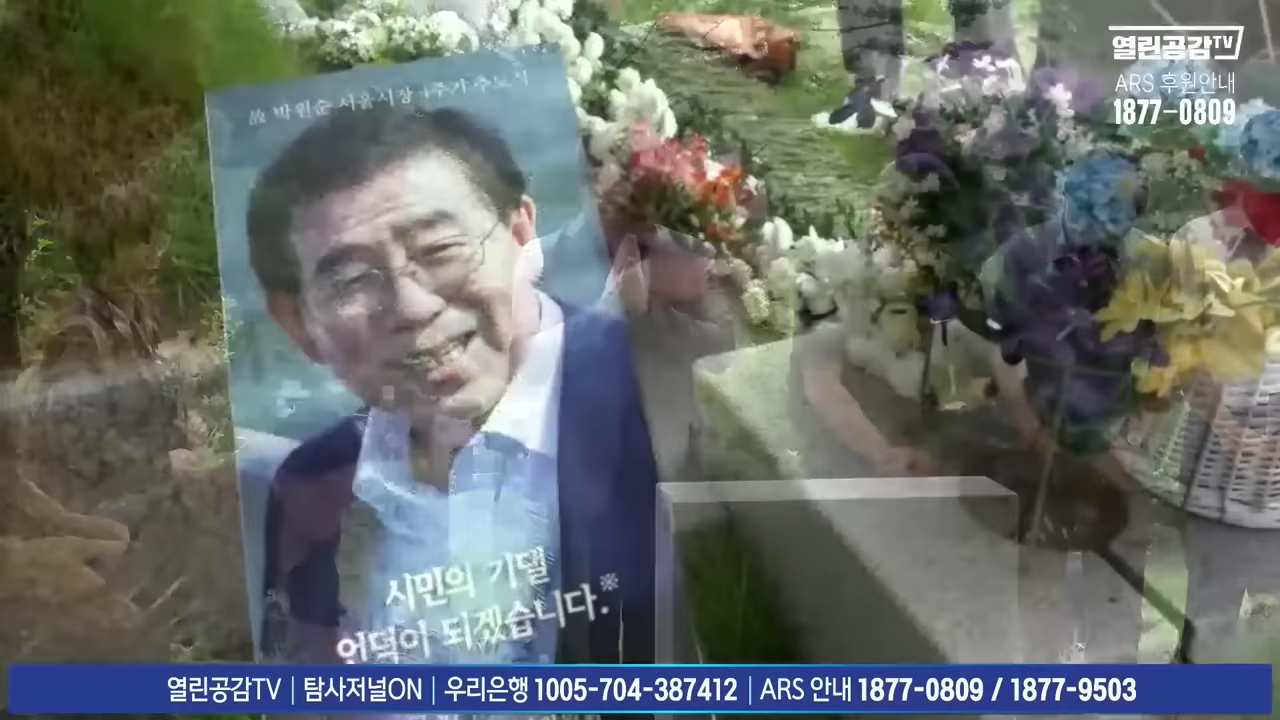 열린공감TV
ARS 후원안내
1877-0809
故 박원순 서울시장 1주기 추도시
시민의 기댈
언덕이 되겠습니다.※
열린공감TV | 탐사저널ON | 우리은행 1005-704-387412 | ARS 안내 1877-0809 / 1877-9503